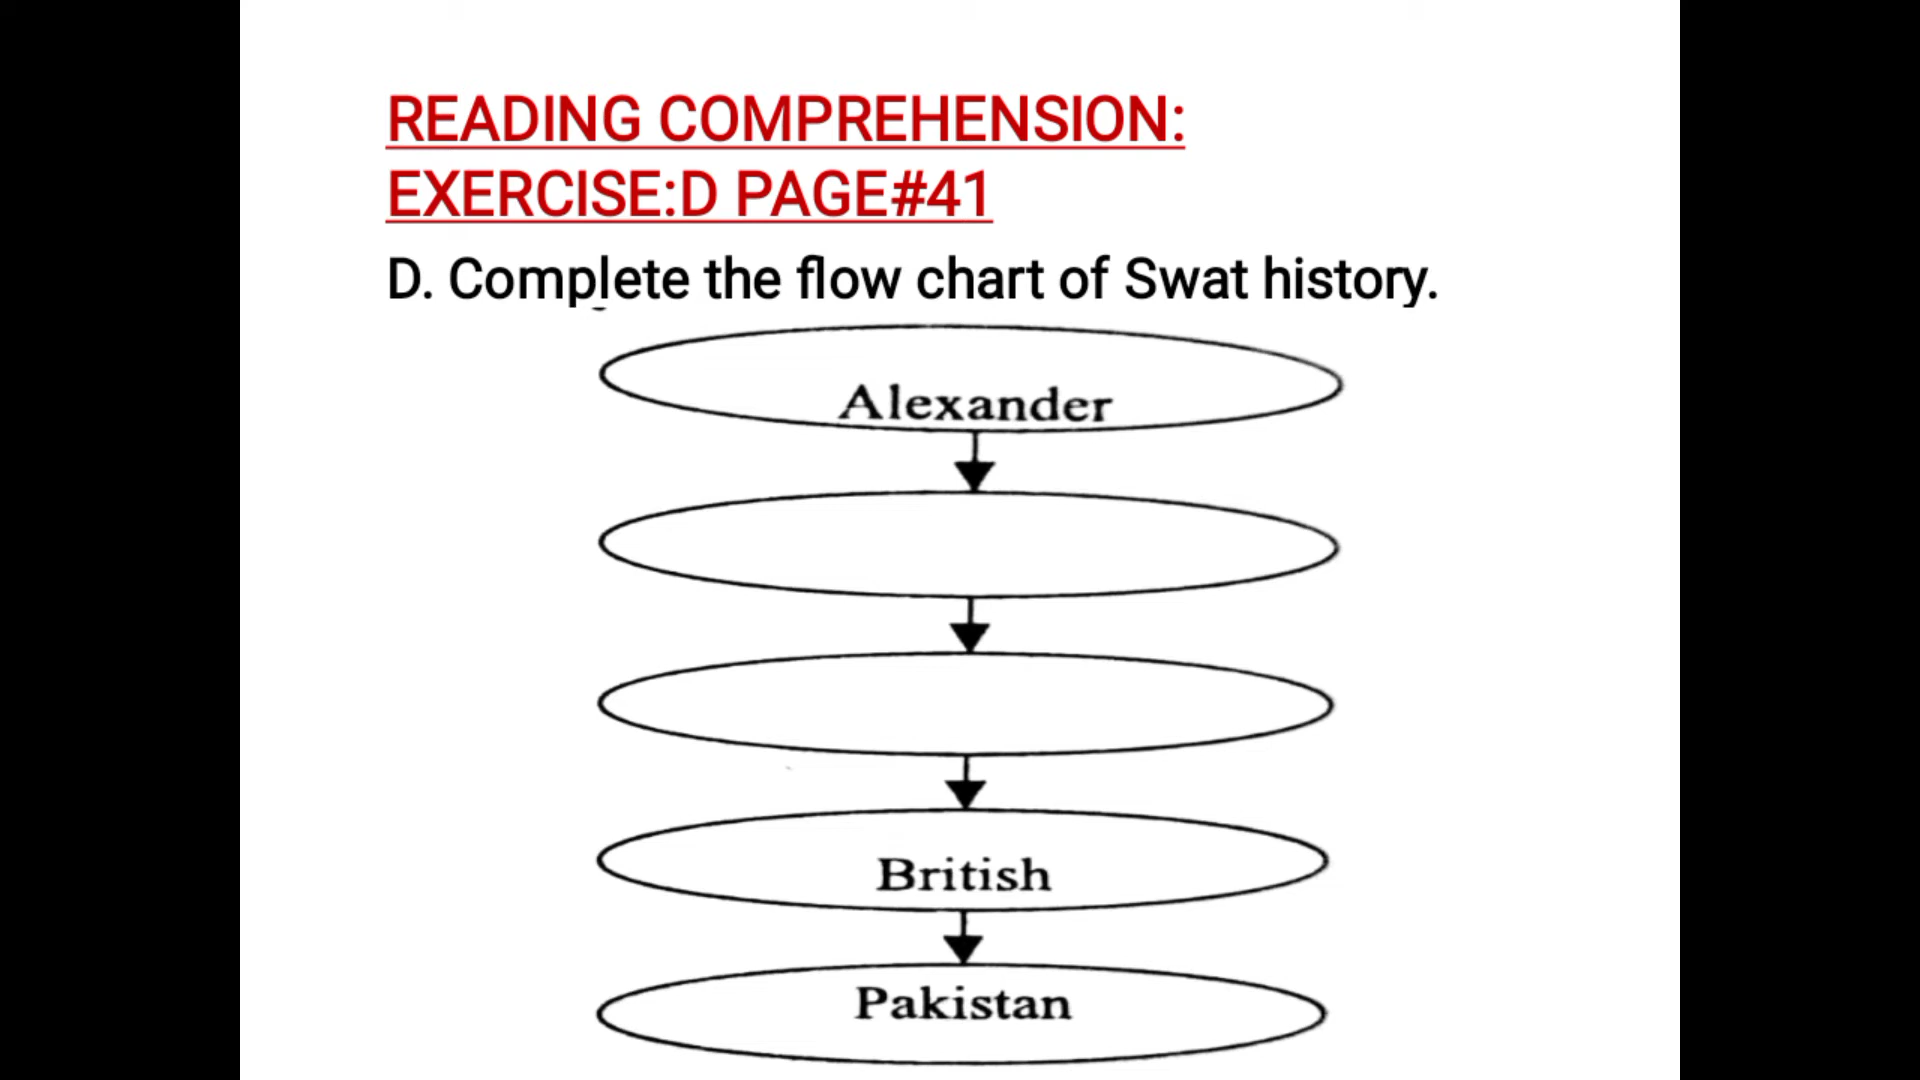 READING COMPREHENSION:
EXERCISE:D PAGE#41
D. Complete the flow chart of Swat history.
Alexander
British
Pakistan